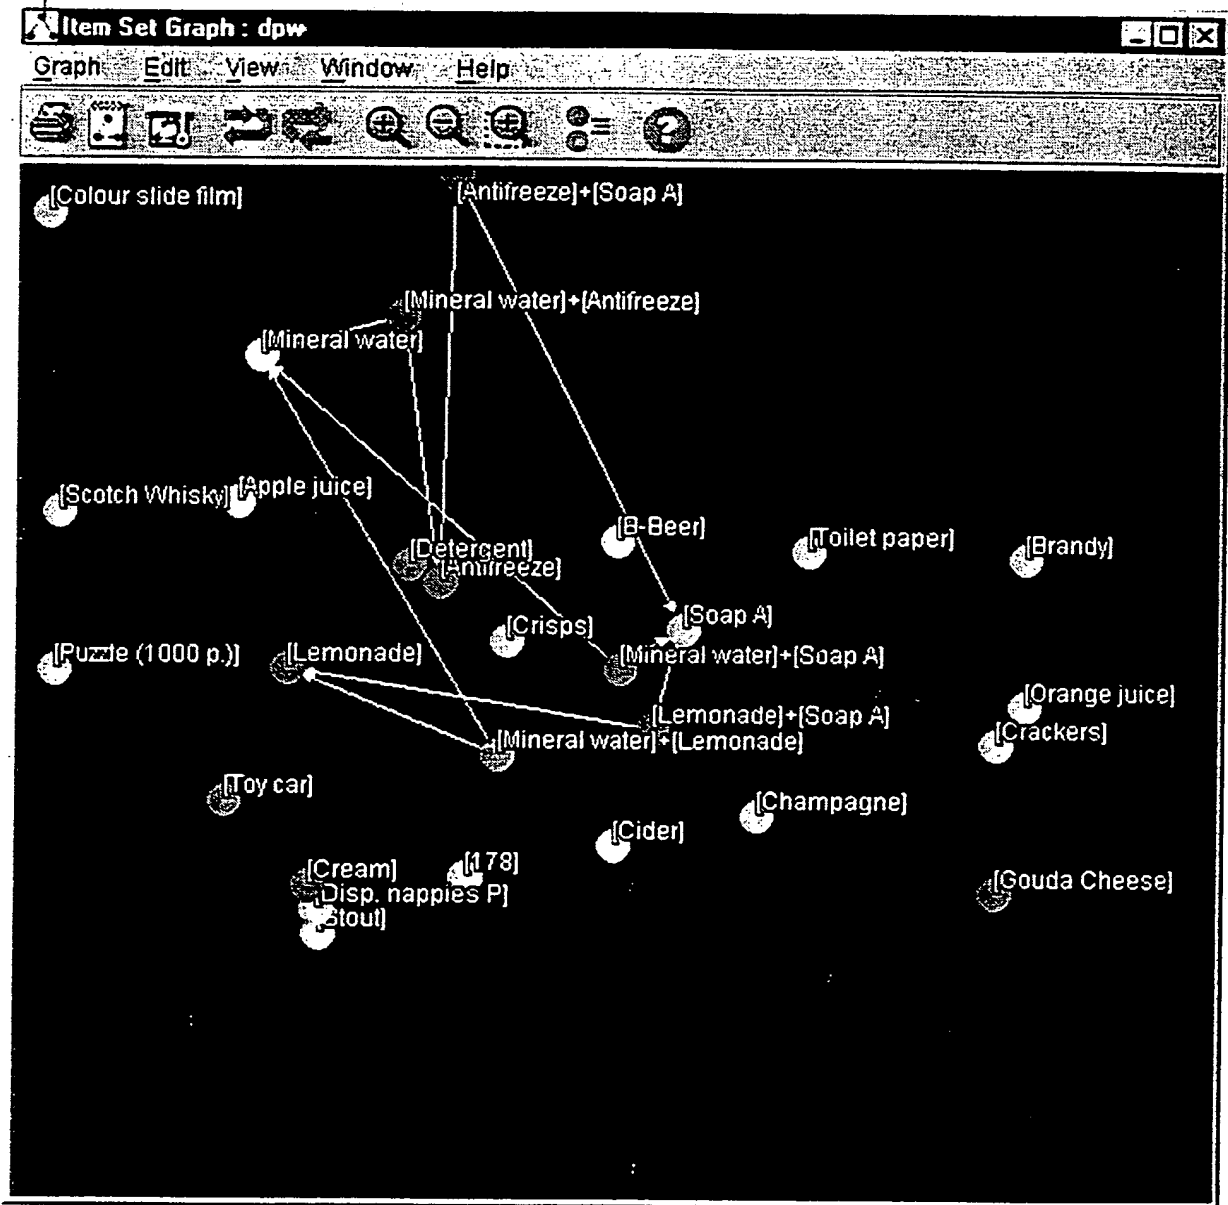 Item Set Graph : dpw
Graph Edit View Window Help
[Colour slide film]
[Antifreeze]+[Soap A]
[Mineral water]+[Antifreeze]
[Mineral water]
[Scotch Whisky]
[Apple juice]
[B-Beer]
[Toilet paper]
[Brandy]
[Detergent]
[Antifreeze]
[Crisps]
[Soap A]
[Puzzle (1000 p.)]
[Lemonade]
[Mineral water]+[Soap A]
[Orange juice]
[Lemonade]+[Soap A]
[Crackers]
[Mineral water]+[Lemonade]
[Toy car]
[Champagne]
[Cider]
[Cream]
[178]
[Gouda Cheese]
[Disp. nappies P]
[Stout]